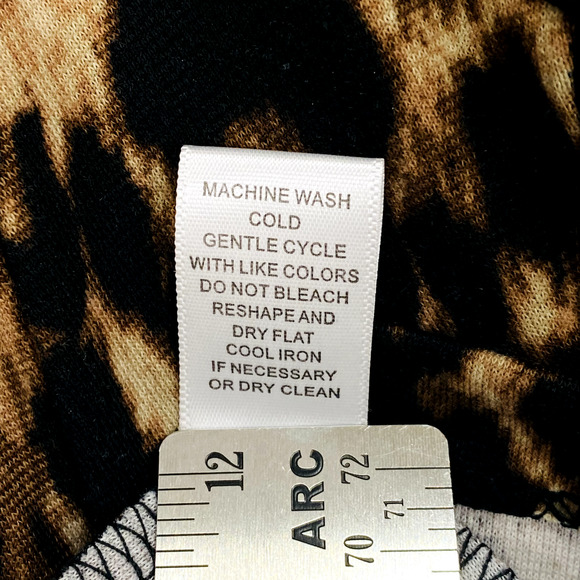 MACHINE WASH
COLD
GENTLE CYCLE
WITH LIKE COLORS
DO NOT BLEACH
RESHAPE AND
DRY FLAT
COOL IRON
IF NECESSARY
OR DRY CLEAN
12
ARC
72
71
70